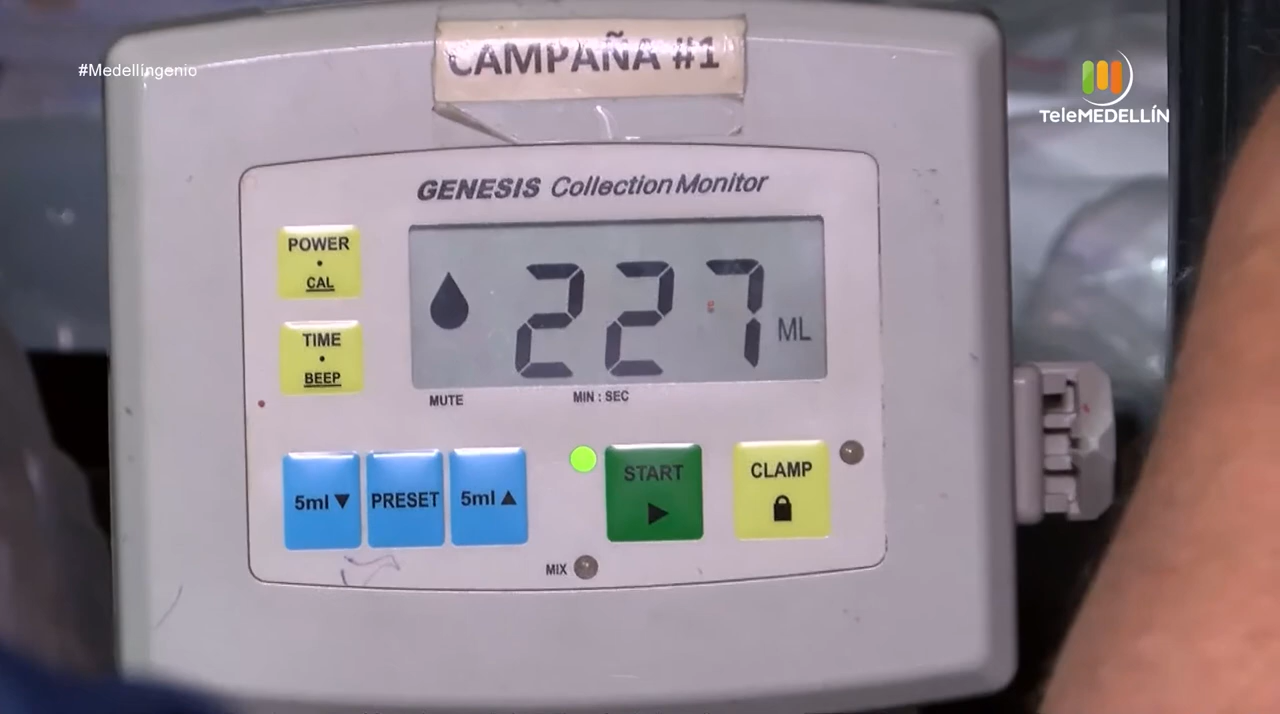 #Medellingenio
CAMPAÑA #1
TeleMEDELLÍN
GENESIS Collection Monitor
POWER
CAL
TIME
BEEP
227 ML
MUTE
MIN : SEC
5ml ▼
PRESET
5ml ▲
START
CLAMP
MIX